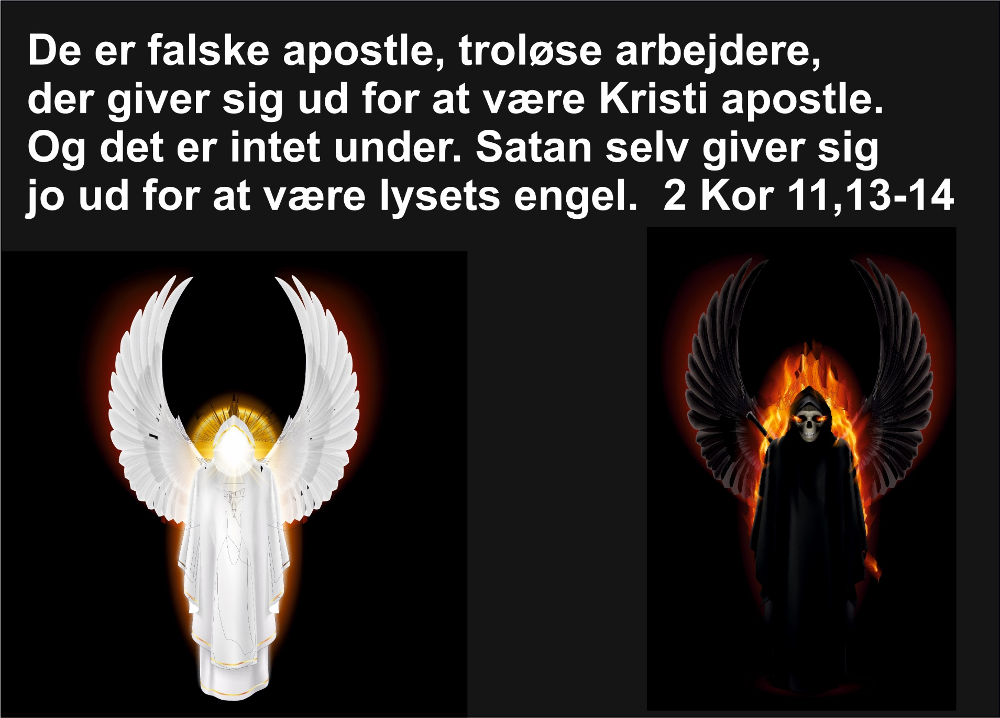 De er falske apostle, troløse arbejdere,
der giver sig ud for at være Kristi apostle.
Og det er intet under. Satan selv giver sig
jo ud for at være lysets engel.  2 Kor 11,13-14